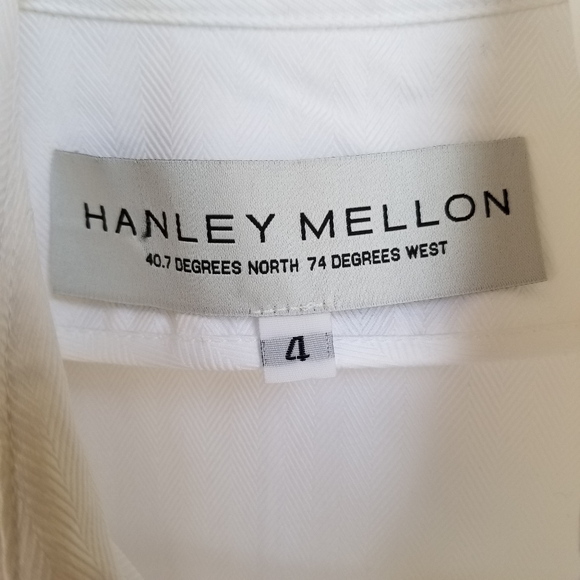 HANLEY MELLON
40.7 DEGREES NORTH 74 DEGREES WEST
4